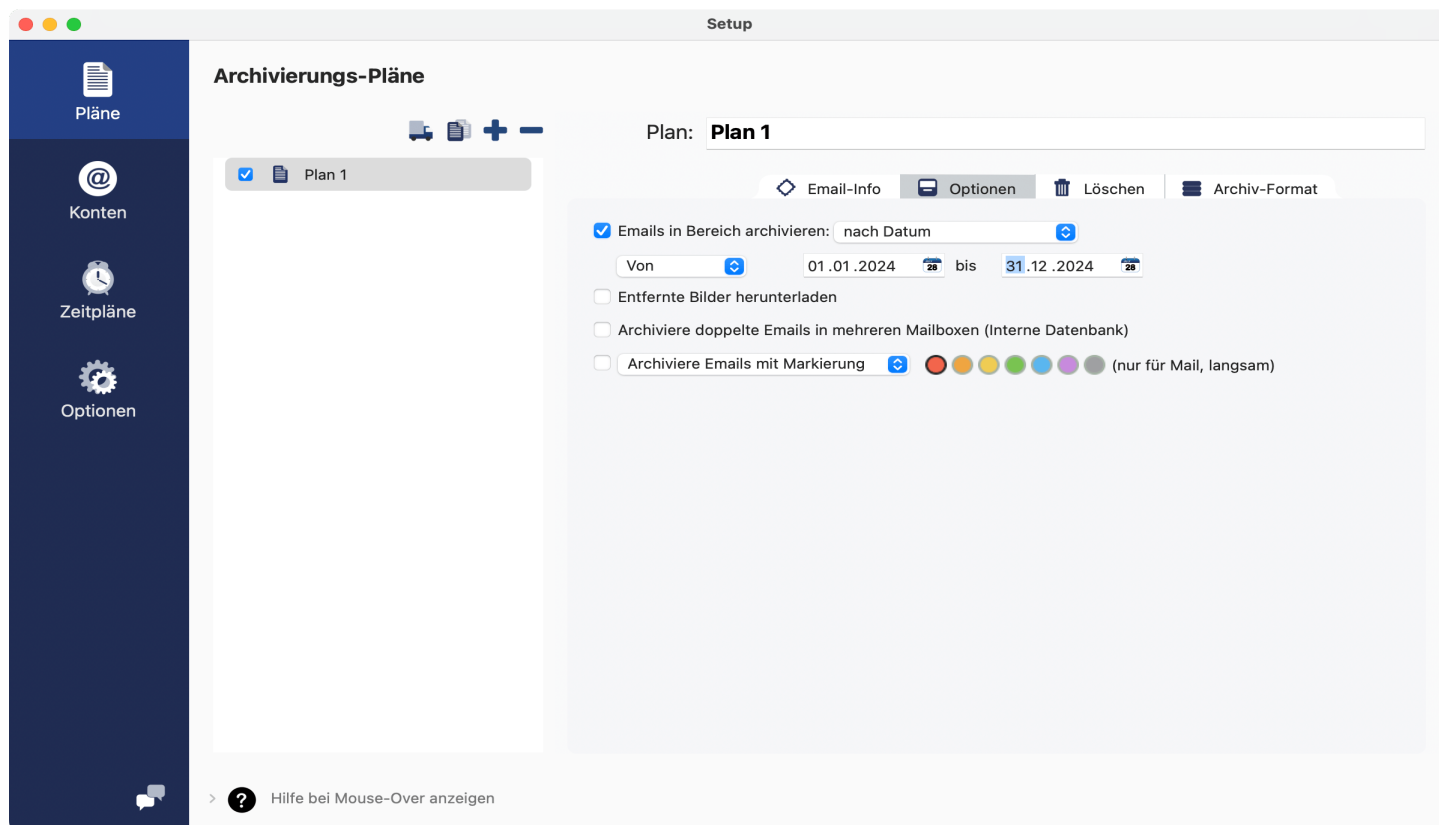 Setup
Pläne
Konten
Zeitpläne
Optionen
Archivierungs-Pläne
Plan 1
Plan: Plan 1
Email-Info Optionen Löschen Archiv-Format
Emails in Bereich archivieren: nach Datum
Von 01.01.2024 28 bis 31.12.2024 28
Entfernte Bilder herunterladen
Archiviere doppelte Emails in mehreren Mailboxen (Interne Datenbank)
Archiviere Emails mit Markierung (nur für Mail, langsam)
? Hilfe bei Mouse-Over anzeigen